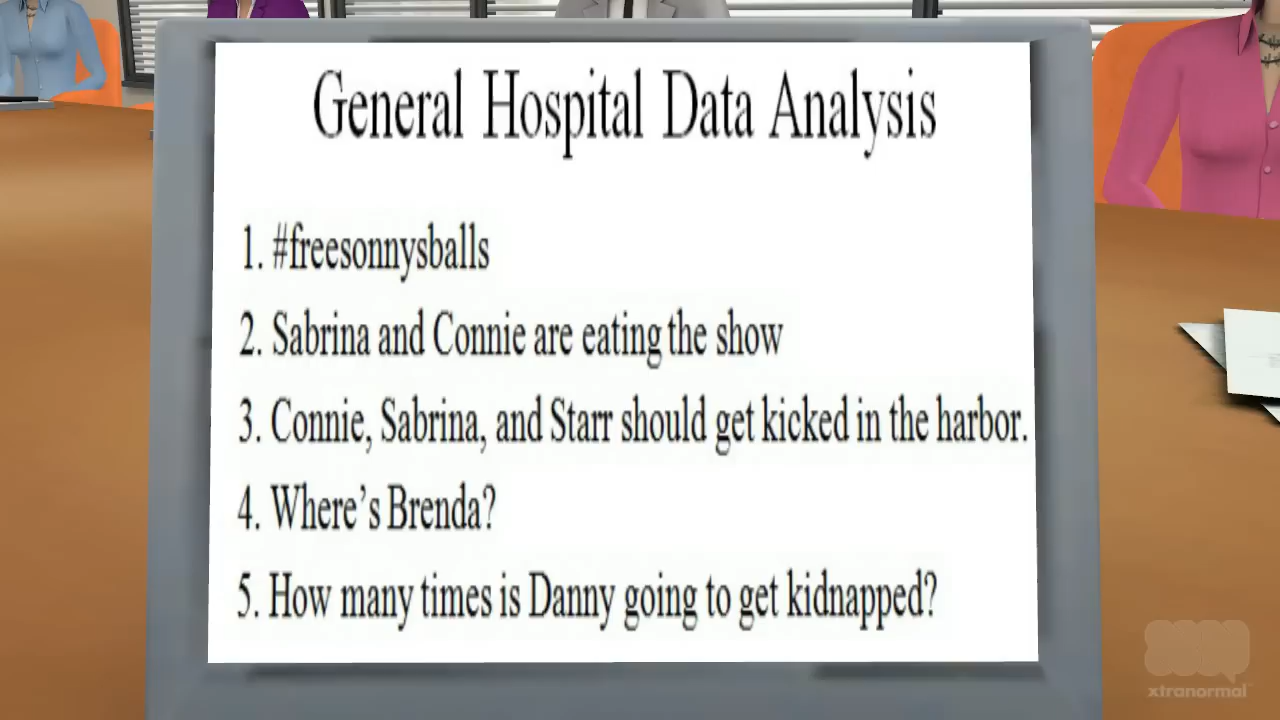 General Hospital Data Analysis
1. #freesonnysballs
2. Sabrina and Connie are eating the show
3. Connie, Sabrina, and Starr should get kicked in the harbor.
4. Where's Brenda?
5. How many times is Danny going to get kidnapped?
xtranormal